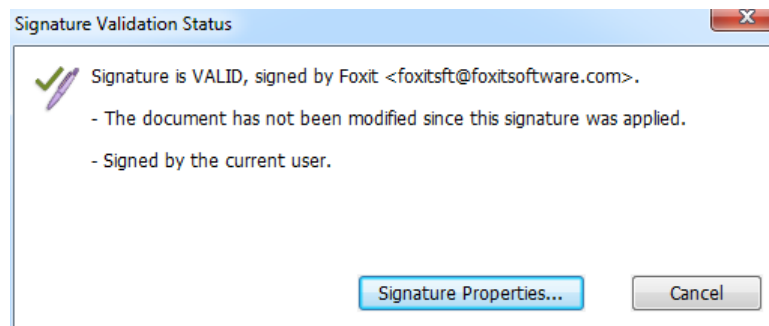 Signature Validation Status
Signature is VALID, signed by Foxit <foxitsft@foxitsoftware.com>.
- The document has not been modified since this signature was applied.
- Signed by the current user.
Signature Properties... Cancel